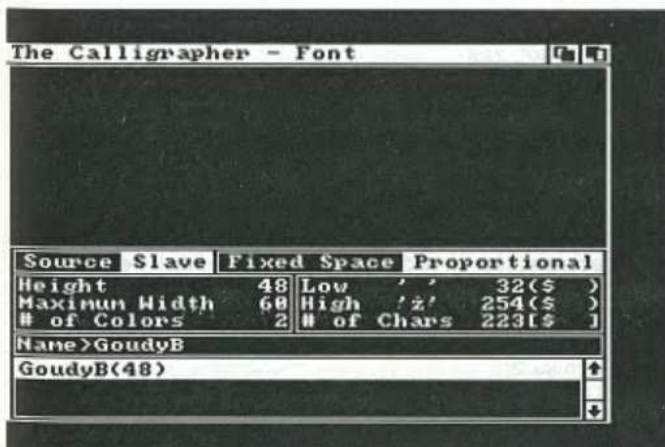 The Calligrapher - Font
Source Slave Fixed Space Proportional
Height 48 Low ' ' 32($ )
Maximum Width 60 High 'ż' 254($ )
# of Colors 2 # of Chars 223[$ ]
Name>GoudyB
GoudyB(48)